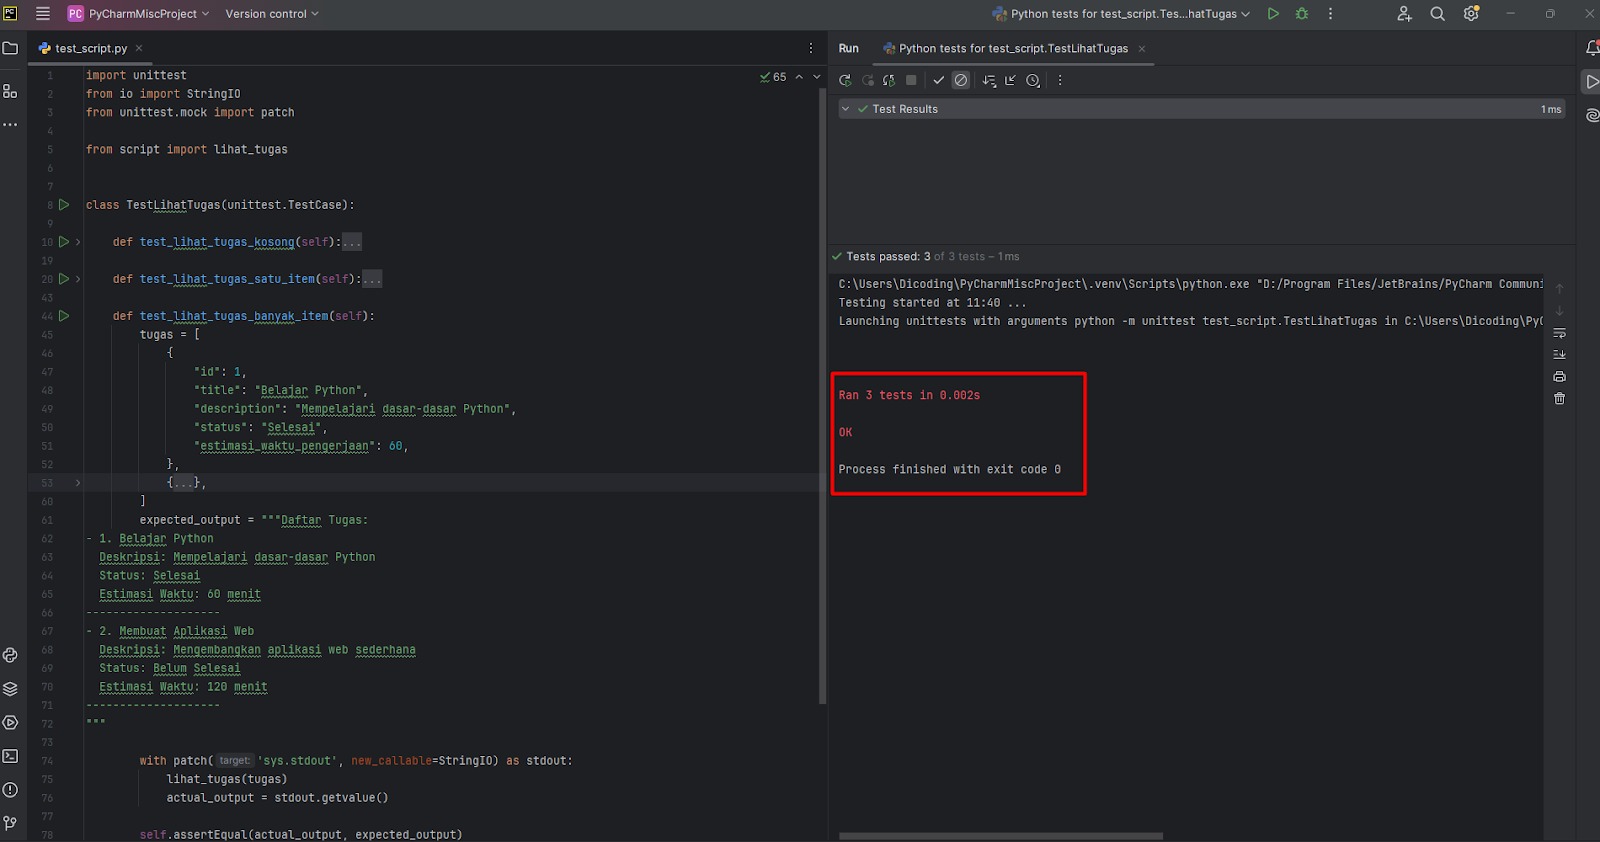 PC PyCharmMiscProject Version control Python tests for test_script.Tes...hatTugas
test_script.py
65
1 import unittest
2 from io import StringIO
3 from unittest.mock import patch
4
5 from script import lihat_tugas
6
7
8 class TestLihatTugas(unittest.TestCase):
9
10 def test_lihat_tugas_kosong(self):...
19
20 def test_lihat_tugas_satu_item(self):...
43
44 def test_lihat_tugas_banyak_item(self):
45 tugas = [
46 {
47 "id": 1,
48 "title": "Belajar Python",
49 "description": "Mempelajari dasar-dasar Python",
50 "status": "Selesai",
51 "estimasi_waktu_pengerjaan": 60,
52 },
53 {...},
60 ]
61 expected_output = """Daftar Tugas:
62 - 1. Belajar Python
63 Deskripsi: Mempelajari dasar-dasar Python
64 Status: Selesai
65 Estimasi Waktu: 60 menit
66 --------------------
67 - 2. Membuat Aplikasi Web
68 Deskripsi: Mengembangkan aplikasi web sederhana
69 Status: Belum Selesai
70 Estimasi Waktu: 120 menit
71 --------------------
72 """
73
74 with patch( target: 'sys.stdout', new_callable=StringIO) as stdout:
75 lihat_tugas(tugas)
76 actual_output = stdout.getvalue()
77
78 self.assertEqual(actual_output, expected_output)
Run Python tests for test_script.TestLihatTugas
Test Results 1 ms
Tests passed: 3 of 3 tests – 1 ms
C:\Users\Dicoding\PyCharmMiscProject\.venv\Scripts\python.exe "D:/Program Files/JetBrains/PyCharm Communi
Testing started at 11:40 ...
Launching unittests with arguments python -m unittest test_script.TestLihatTugas in C:\Users\Dicoding\PyC
Ran 3 tests in 0.002s
OK
Process finished with exit code 0